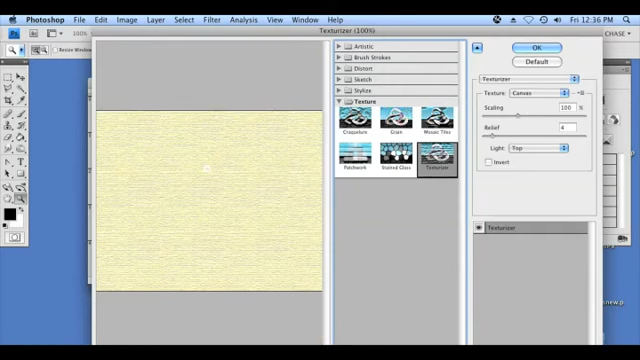 Photoshop File Edit Image Layer Select Filter Analysis View Window Help Fri 12:36 PM
Texturizer (100%)
100%
CHASE
Resize Window
Artistic
Brush Strokes
Distort
Sketch
Stylize
Texture
Craquelure Grain Mosaic Tiles
Patchwork Stained Glass Texturizer
OK
Default
Texturizer
Texture: Canvas
Scaling 100 %
Relief 4
Light: Top
Invert
Texturizer